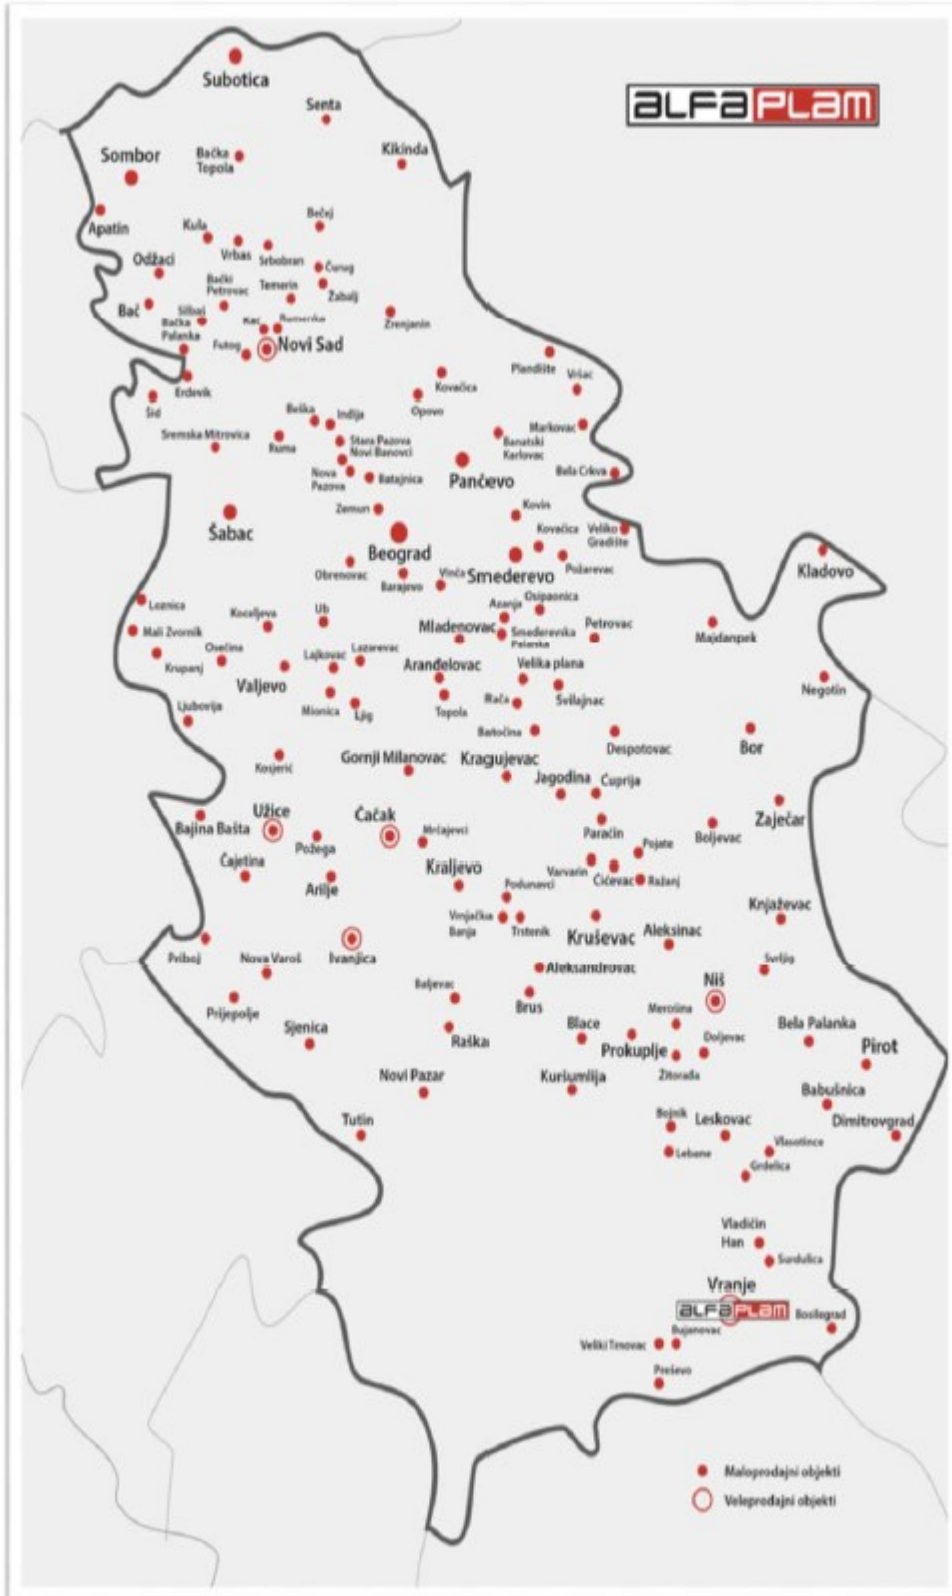 Subotica
ALFAPLAM
Senta
Kikinda
Sombor
Bačka
Topola
Apatin
Bečej
Kula
Vrbas
Srbobran
Odžaci
Čurug
Bački
Petrovac
Temerin
Žabalj
Bač
Silbaš
Bačka
Palanka
Zrenjanin
Futog
Novi Sad
Plandište
Vršac
Erdevik
Kovačica
Šid
Opovo
Beška
Inđija
Markovac
Sremska Mitrovica
Ruma
Stara Pazova
Novi Banovci
Banatski
Karlovac
Nova
Pazova
Batajnica
Pančevo
Bela Crkva
Zemun
Kovin
Šabac
Beograd
Kovačica
Veliko
Gradište
Obrenovac
Barajevo
Vinča
Smederevo
Požarevac
Kladovo
Loznica
Koceljeva
Ub
Azanja
Osipaonica
Mali Zvornik
Mladenovac
Smederevska
Palanka
Petrovac
Majdanpek
Krupanj
Osečina
Lajkovac
Lazarevac
Aranđelovac
Velika plana
Valjevo
Negotin
Ljubovija
Mionica
Ljig
Topola
Rača
Svilajnac
Batočina
Despotovac
Bor
Kosjerić
Gornji Milanovac
Kragujevac
Jagodina
Ćuprija
Bajina Bašta
Užice
Čačak
Mrčajevci
Paraćin
Boljevac
Zaječar
Požega
Pojate
Čajetina
Arilje
Kraljevo
Varvarin
Ćićevac
Ražanj
Podunavci
Vrnjačka
Banja
Trstenik
Kruševac
Aleksinac
Knjaževac
Priboj
Nova Varoš
Ivanjica
Aleksandrovac
Svrljig
Niš
Prijepolje
Baljevac
Brus
Merošina
Sjenica
Raška
Blace
Prokuplje
Doljevac
Bela Palanka
Pirot
Žitorađa
Novi Pazar
Kuršumlija
Babušnica
Tutin
Bojnik
Leskovac
Dimitrovgrad
Lebane
Vlasotince
Grdelica
Vladičin
Han
Surdulica
Vranje
ALFAPLAM
Bosilegrad
Bujanovac
Veliki Trnovac
Preševo
Maloprodajni objekti
Veleprodajni objekti